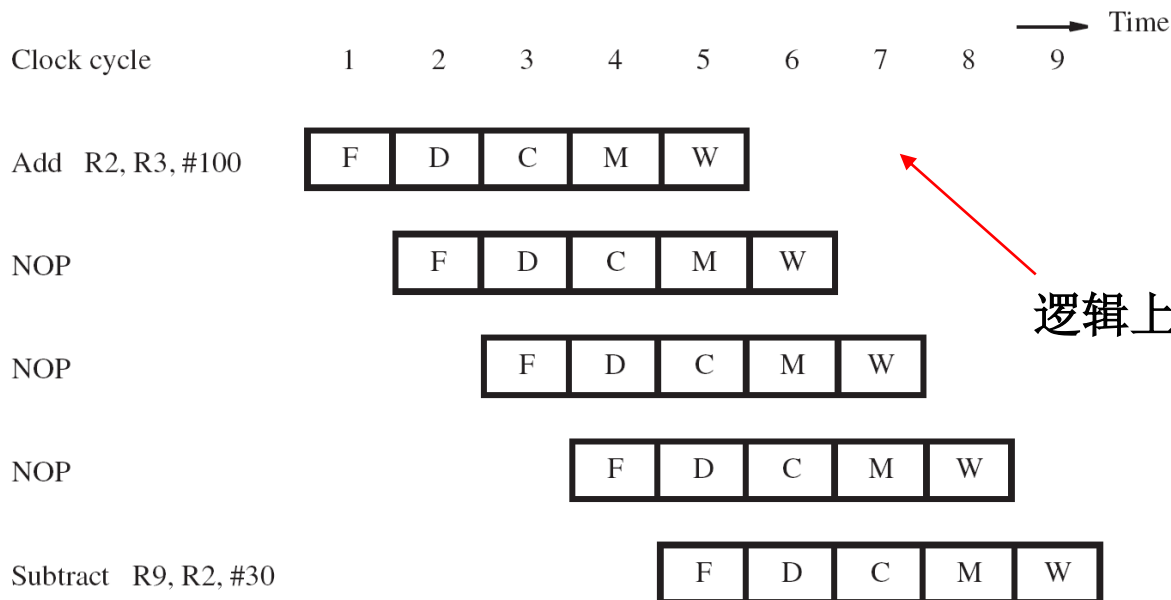 Time
Clock cycle 1 2 3 4 5 6 7 8 9
Add R2, R3, #100 F D C M W
NOP F D C M W
逻辑上
NOP F D C M W
NOP F D C M W
Subtract R9, R2, #30 F D C M W